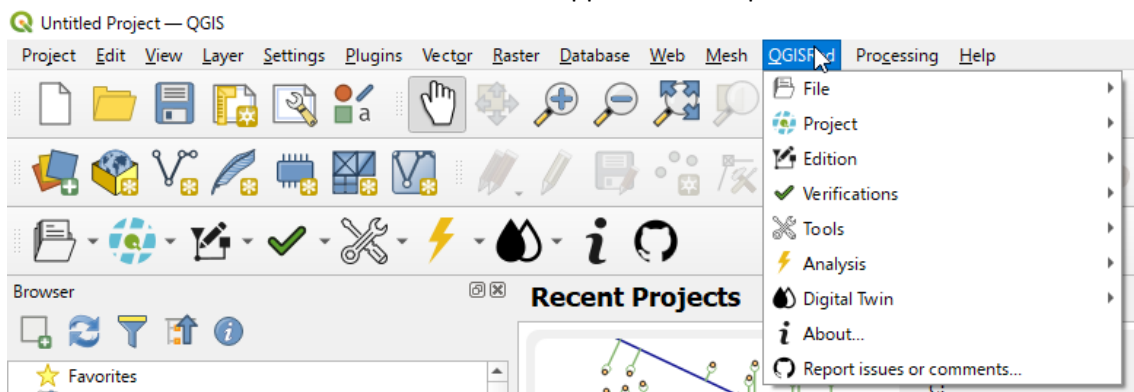 Untitled Project — QGIS
Project Edit View Layer Settings Plugins Vector Raster Database Web Mesh Processing Help
File
Project
Edition
Verifications
Tools
Analysis
Digital Twin
About...
Report issues or comments...
a
Browser
Recent Projects
Favorites